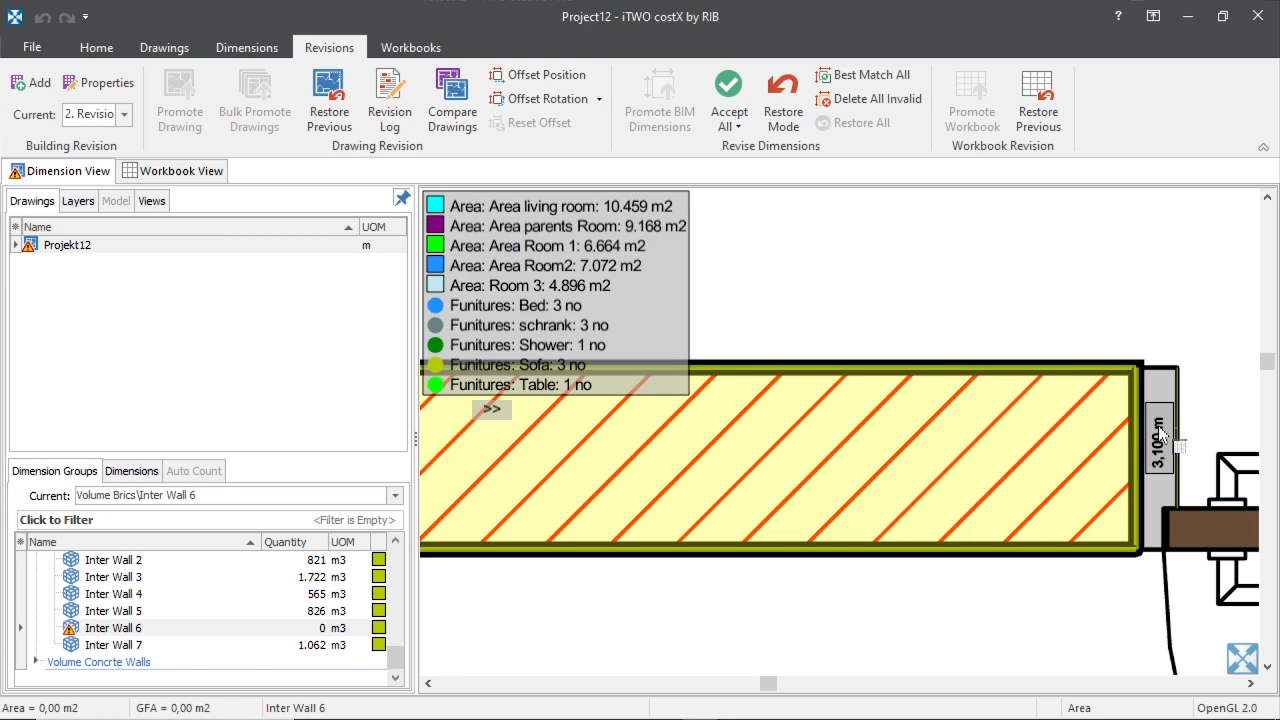 Project12 - iTWO costX by RIB
?
File
Home
Drawings
Dimensions
Revisions
Workbooks
Add
Properties
Current: 2. Revisio
Building Revision
Promote Drawing
Bulk Promote Drawings
Restore Previous
Revision Log
Compare Drawings
Offset Position
Offset Rotation
Reset Offset
Drawing Revision
Promote BIM Dimensions
Accept All
Restore Mode
Best Match All
Delete All Invalid
Restore All
Revise Dimensions
Promote Workbook
Restore Previous
Workbook Revision
Dimension View
Workbook View
Drawings
Layers
Model
Views
Name
UOM
Projekt12
m
Dimension Groups
Dimensions
Auto Count
Current: Volume Brics\Inter Wall 6
Click to Filter
<Filter is Empty>
Name
Quantity
UOM
Inter Wall 2 821 m3
Inter Wall 3 1.722 m3
Inter Wall 4 565 m3
Inter Wall 5 826 m3
Inter Wall 6 0 m3
Inter Wall 7 1.062 m3
Volume Concrte Walls
Area: Area living room: 10.459 m2
Area: Area parents Room: 9.168 m2
Area: Area Room 1: 6.664 m2
Area: Area Room2: 7.072 m2
Area: Room 3: 4.896 m2
Funitures: Bed: 3 no
Funitures: schrank: 3 no
Funitures: Shower: 1 no
Funitures: Sofa: 3 no
Funitures: Table: 1 no
>>
3,100 m
Area = 0,00 m2
GFA = 0,00 m2
Inter Wall 6
Area
OpenGL 2.0